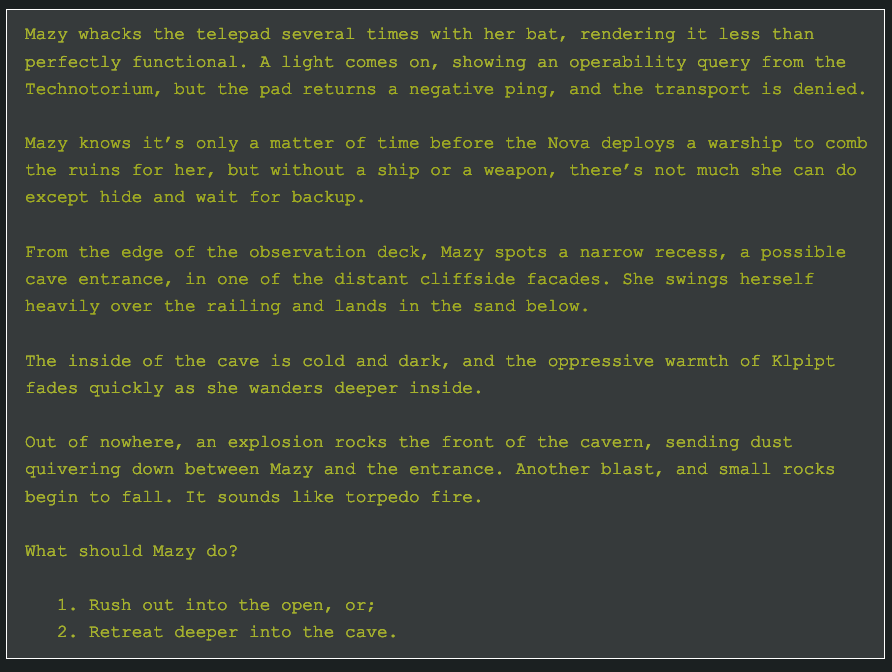 Mazy whacks the telepad several times with her bat, rendering it less than
perfectly functional. A light comes on, showing an operability query from the
Technotorium, but the pad returns a negative ping, and the transport is denied.
Mazy knows it’s only a matter of time before the Nova deploys a warship to comb
the ruins for her, but without a ship or a weapon, there’s not much she can do
except hide and wait for backup.
From the edge of the observation deck, Mazy spots a narrow recess, a possible
cave entrance, in one of the distant cliffside facades. She swings herself
heavily over the railing and lands in the sand below.
The inside of the cave is cold and dark, and the oppressive warmth of Klpipt
fades quickly as she wanders deeper inside.
Out of nowhere, an explosion rocks the front of the cavern, sending dust
quivering down between Mazy and the entrance. Another blast, and small rocks
begin to fall. It sounds like torpedo fire.
What should Mazy do?
1. Rush out into the open, or;
2. Retreat deeper into the cave.